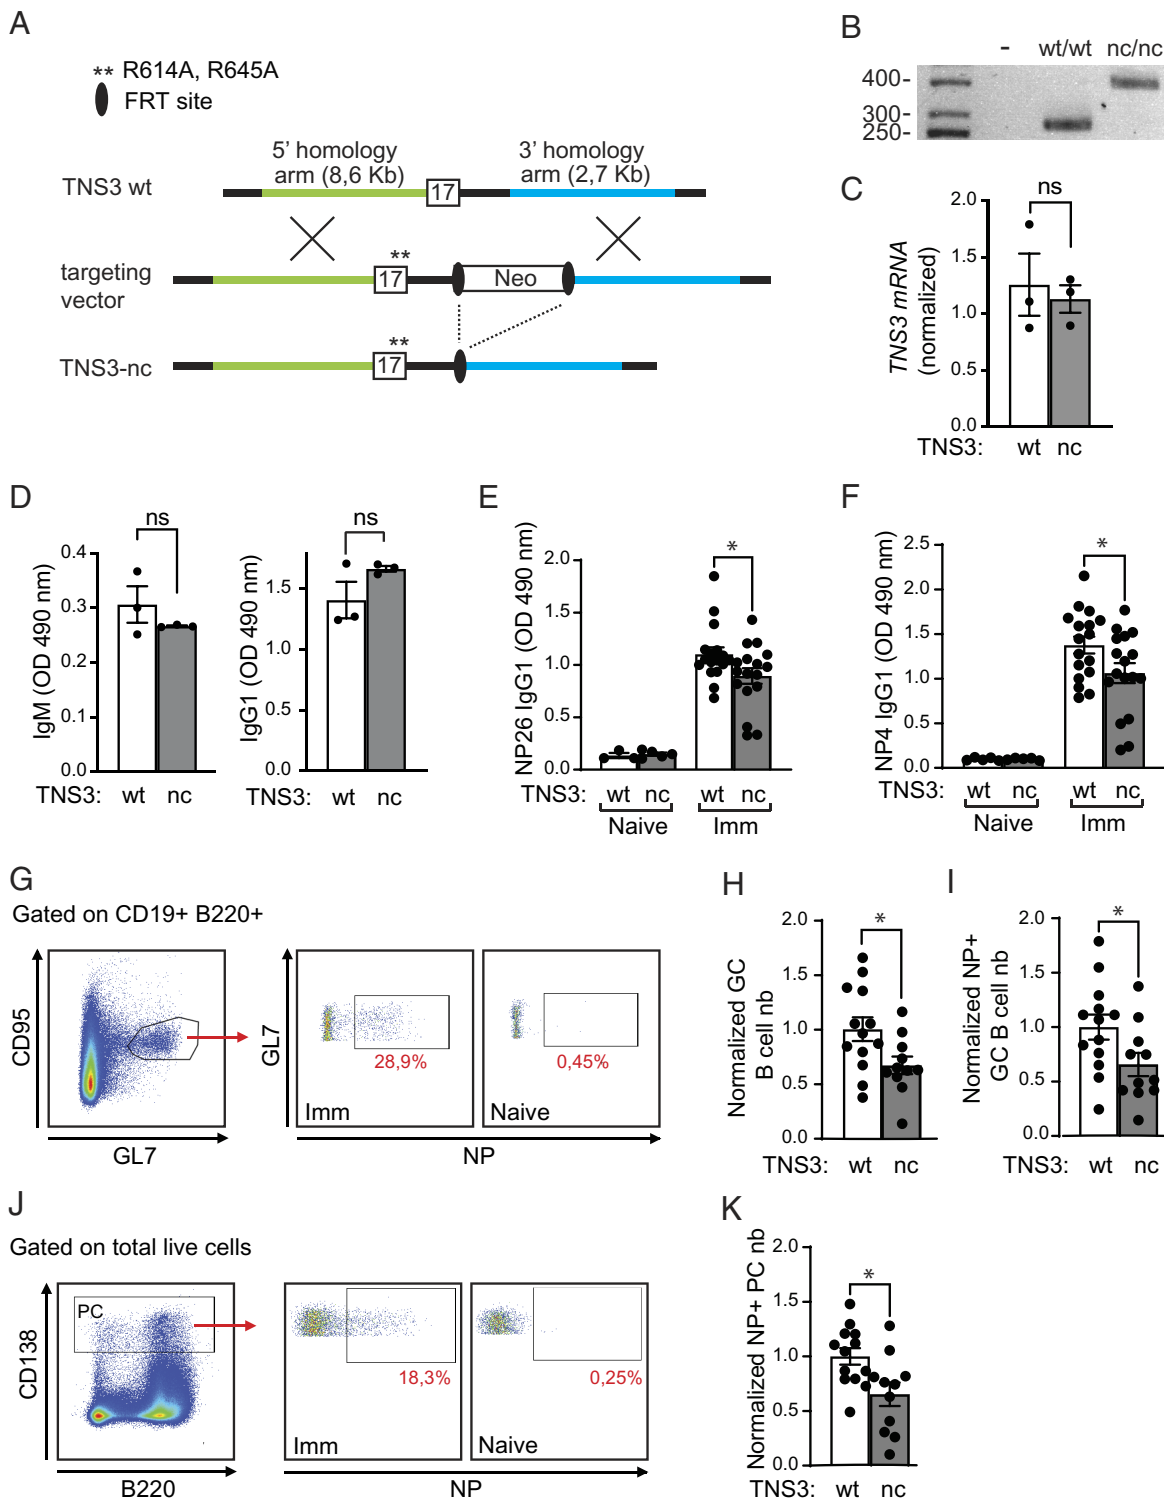 A
** R614A, R645A
FRT site
5’ homology
arm (8,6 Kb)
3’ homology
arm (2,7 Kb)
TNS3 wt
17
**
targeting
vector
17
Neo
**
TNS3-nc
17
B
- wt/wt nc/nc
400-
300-
250-
C
ns
TNS3 mRNA
(normalized)
2.0
1.5
1.0
0.5
0.0
TNS3: wt nc
D
ns
IgM (OD 490 nm)
0.4
0.3
0.2
0.1
0.0
TNS3: wt nc
ns
IgG1 (OD 490 nm)
1.5
1.0
0.5
0.0
TNS3: wt nc
E
*
NP26 IgG1 (OD 490 nm)
2.0
1.5
1.0
0.5
0.0
TNS3: wt nc wt nc
Naive Imm
F
*
NP4 IgG1 (OD 490 nm)
2.5
2.0
1.5
1.0
0.5
0.0
TNS3: wt nc wt nc
Naive Imm
G
Gated on CD19+ B220+
CD95
GL7
GL7
28,9%
Imm
0,45%
Naive
NP
H
*
Normalized GC
B cell nb
2.0
1.5
1.0
0.5
0.0
TNS3: wt nc
I
*
Normalized NP+
GC B cell nb
2.0
1.5
1.0
0.5
0.0
TNS3: wt nc
J
Gated on total live cells
PC
CD138
B220
18,3%
Imm
0,25%
Naive
NP
K
*
Normalized NP+ PC nb
2.0
1.5
1.0
0.5
0.0
TNS3: wt nc